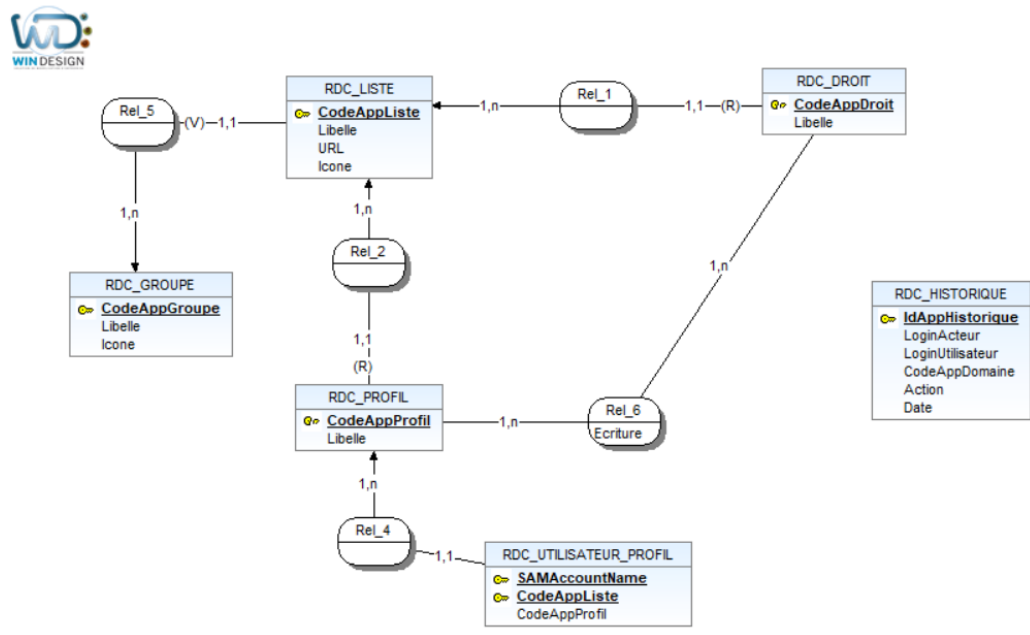 WD
WINDESIGN
RDC_LISTE
CodeAppListe
Libelle
URL
Icone
Rel_1
1,n
1,1
(R)
RDC_DROIT
CodeAppDroit
Libelle
Rel_5
(V)
1,1
1,n
1,n
Rel_2
1,1
(R)
1,n
RDC_GROUPE
CodeAppGroupe
Libelle
Icone
RDC_HISTORIQUE
IdAppHistorique
LoginActeur
LoginUtilisateur
CodeAppDomaine
Action
Date
RDC_PROFIL
CodeAppProfil
Libelle
1,n
Rel_6
Ecriture
1,n
Rel_4
1,1
RDC_UTILISATEUR_PROFIL
SAMAccountName
CodeAppListe
CodeAppProfil